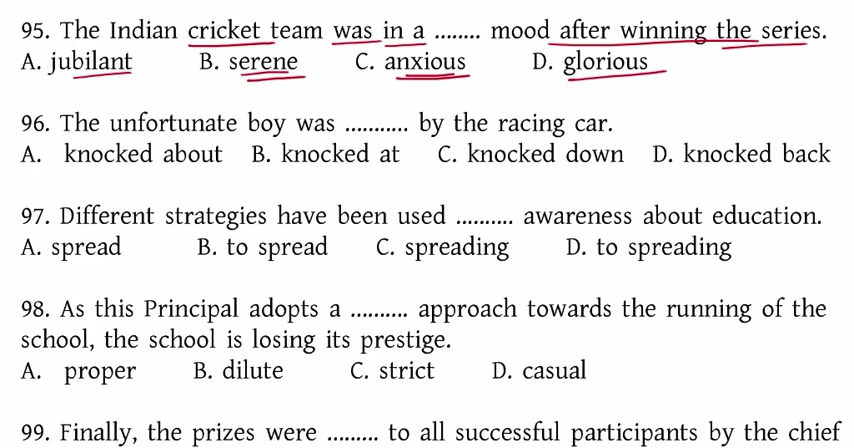 95. The Indian cricket team was in a ........ mood after winning the series.
A. jubilant B. serene C. anxious D. glorious
96. The unfortunate boy was ........... by the racing car.
A. knocked about B. knocked at C. knocked down D. knocked back
97. Different strategies have been used .......... awareness about education.
A. spread B. to spread C. spreading D. to spreading
98. As this Principal adopts a .......... approach towards the running of the
school, the school is losing its prestige.
A. proper B. dilute C. strict D. casual
99. Finally, the prizes were ......... to all successful participants by the chief